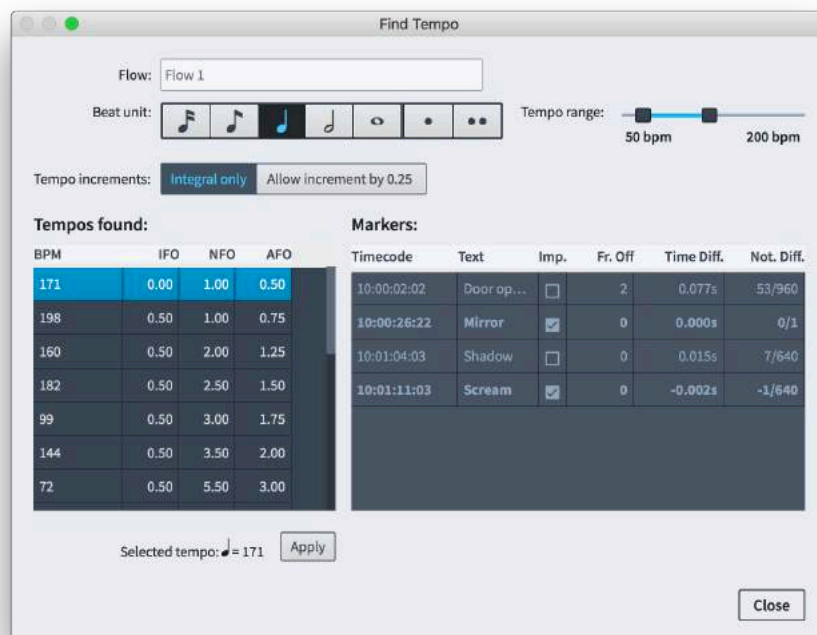 Find Tempo
Flow: Flow 1
Beat unit:
Tempo range:
50 bpm 200 bpm
Tempo increments: Integral only Allow increment by 0.25
Tempos found:
BPM IFO NFO AFO
171 0.00 1.00 0.50
198 0.50 1.00 0.75
160 0.50 2.00 1.25
182 0.50 2.50 1.50
99 0.50 3.00 1.75
144 0.50 3.50 2.00
72 0.50 5.50 3.00
Markers:
Timecode Text Imp. Fr. Off Time Diff. Not. Diff.
10:00:02:02 Door op... 2 0.077s 53/960
10:00:26:22 Mirror 0 0.000s 0/1
10:01:04:03 Shadow 0 0.015s 7/640
10:01:11:03 Scream 0 -0.002s -1/640
Selected tempo: ♩= 171 Apply
Close